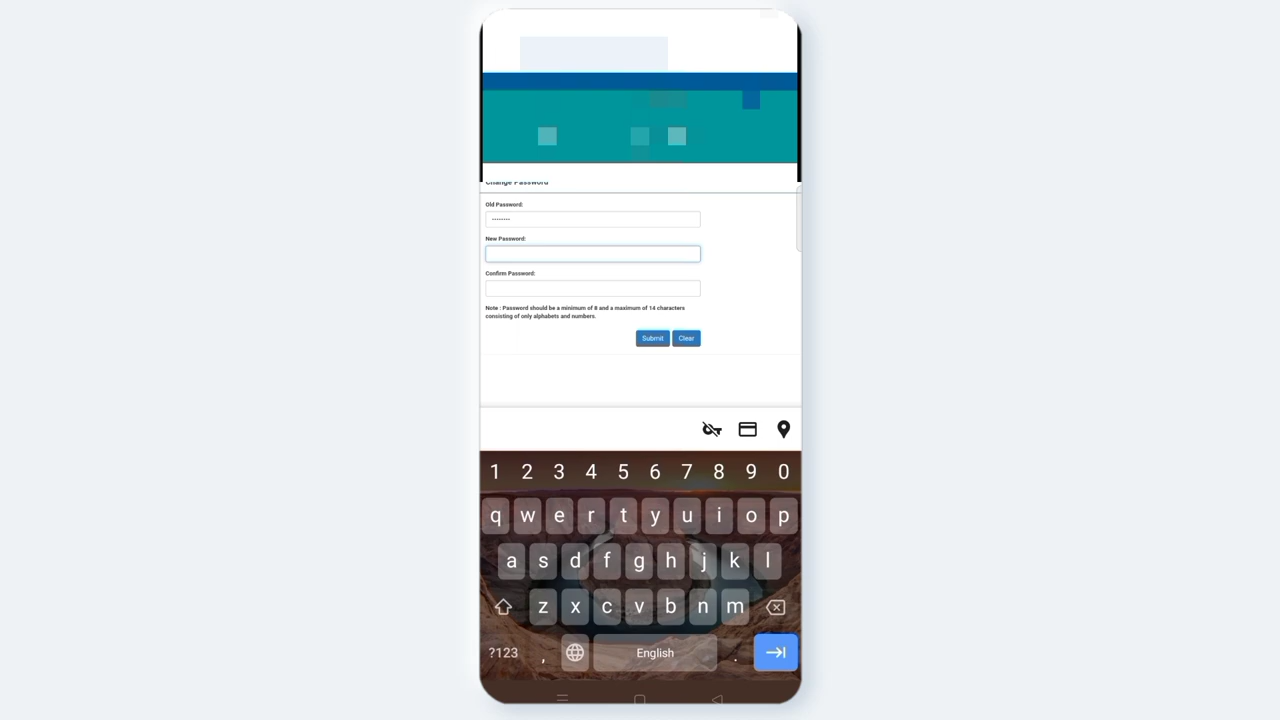 Change Password
Old Password:
········
New Password:
Confirm Password:
Note : Password should be a minimum of 8 and a maximum of 14 characters
consisting of only alphabets and numbers.
Submit Clear
1 2 3 4 5 6 7 8 9 0
q w e r t y u i o p
a s d f g h j k l
z x c v b n m
?123 , English .